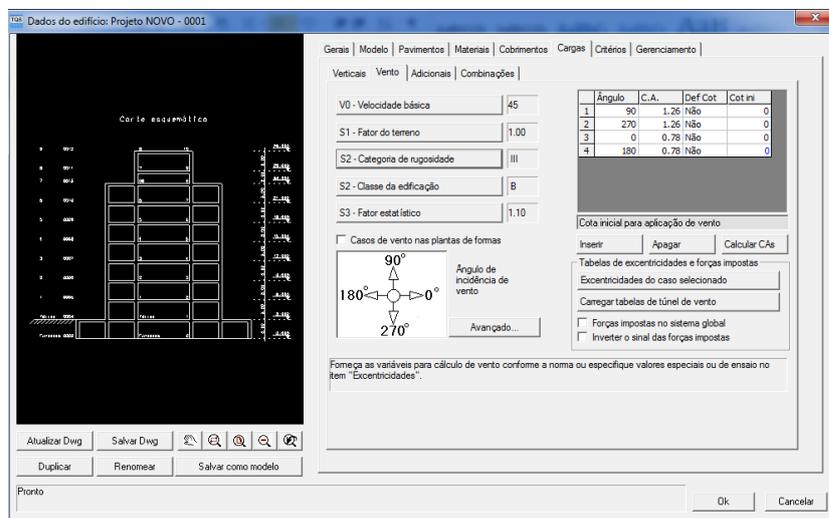 Dados do edifício: Projeto NOVO - 0001
Gerais Modelo Pavimentos Materiais Cobrimentos Cargas Critérios Gerenciamento
Verticais Vento Adicionais Combinações
Corte esquemático
V0 - Velocidade básica 45
S1 - Fator do terreno 1.00
S2 - Categoria de rugosidade III
S2 - Classe da edificação B
S3 - Fator estatístico 1.10
Casos de vento nas plantas de formas
90°
180° 0°
270°
Ângulo de
incidência de
vento
Avançado...
Ângulo C.A. Def Cot Cot ini
1 90 1.26 Não 0
2 270 1.26 Não 0
3 0 0.78 Não 0
4 180 0.78 Não 0
Cota inicial para aplicação de vento
Inserir Apagar Calcular CAs
Tabelas de excentricidades e forças impostas
Excentricidades do caso selecionado
Carregar tabelas de túnel de vento
Forças impostas no sistema global
Inverter o sinal das forças impostas
Forneça as variáveis para cálculo de vento conforme a norma ou especifique valores especiais ou de ensaio no
item "Excentricidades".
Atualizar Dwg Salvar Dwg
Duplicar Renomear Salvar como modelo
Pronto
Ok Cancelar